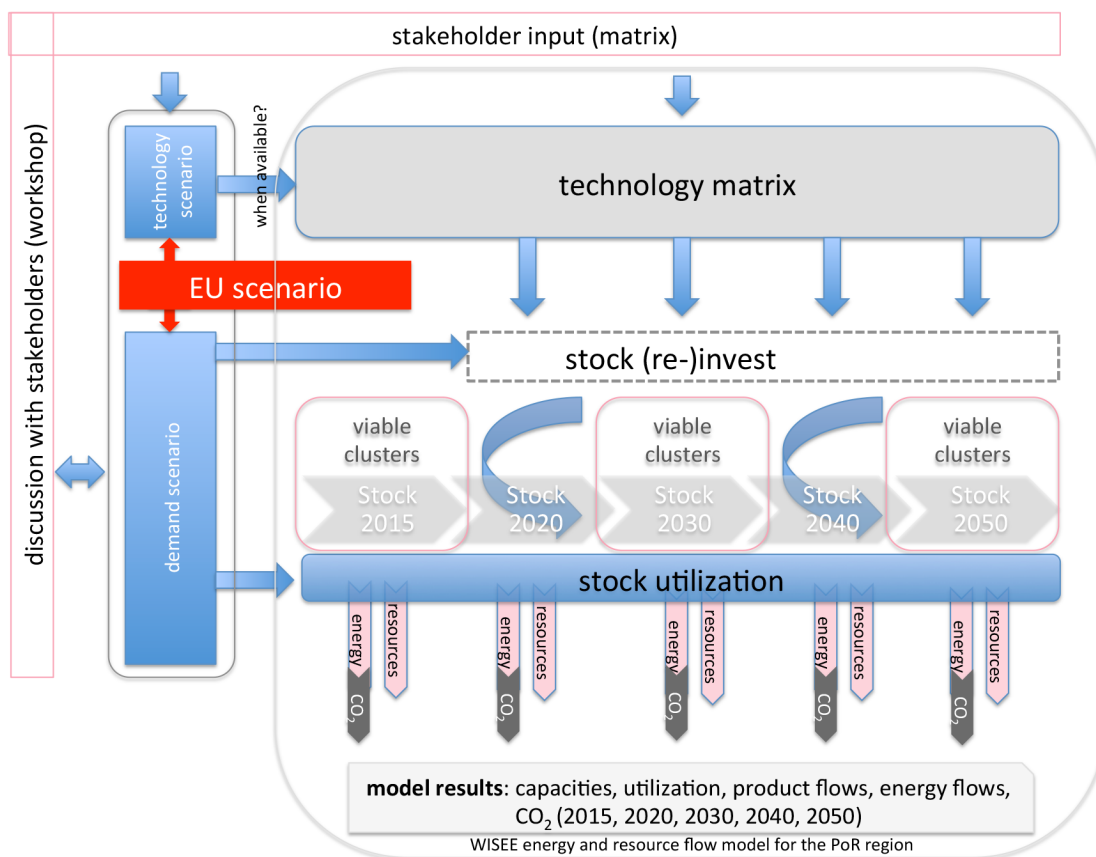 stakeholder input (matrix)
discussion with stakeholders (workshop)
technology
scenario
when available?
technology matrix
EU scenario
demand scenario
stock (re-)invest
viable
clusters
viable
clusters
viable
clusters
Stock
2015
Stock
2020
Stock
2030
Stock
2040
Stock
2050
stock utilization
energy
resources
energy
resources
energy
resources
energy
resources
energy
resources
CO₂
CO₂
CO₂
CO₂
CO₂
model results: capacities, utilization, product flows, energy flows,
CO₂ (2015, 2020, 2030, 2040, 2050)
WISEE energy and resource flow model for the PoR region